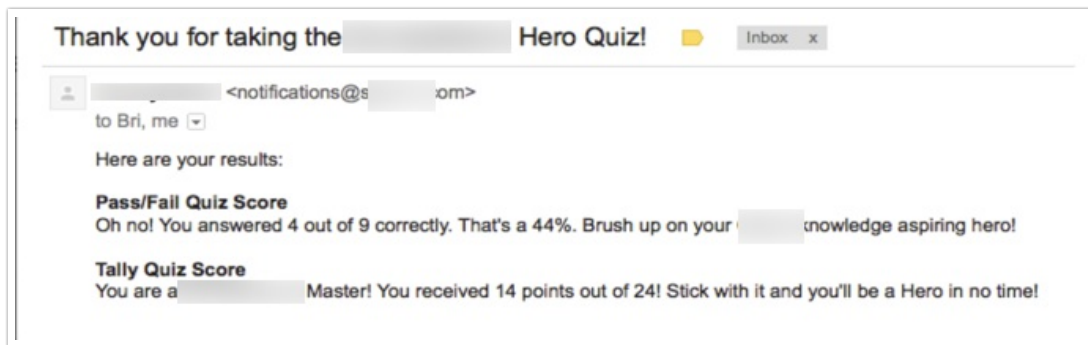 Thank you for taking the Hero Quiz! Inbox x
<notifications@s om>
to Bri, me
Here are your results:
Pass/Fail Quiz Score
Oh no! You answered 4 out of 9 correctly. That's a 44%. Brush up on your knowledge aspiring hero!
Tally Quiz Score
You are a Master! You received 14 points out of 24! Stick with it and you'll be a Hero in no time!